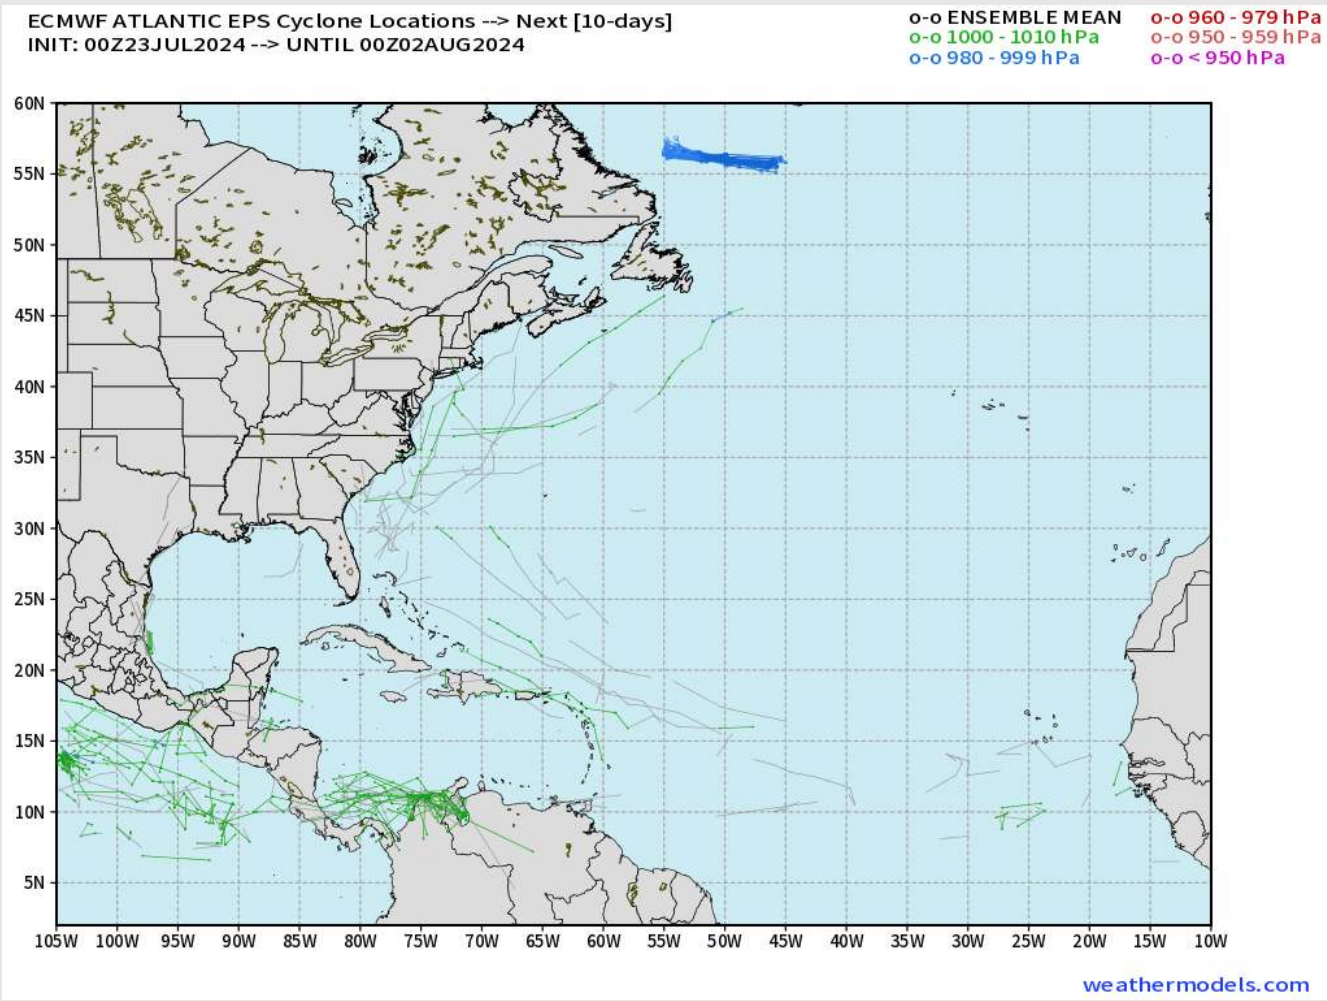 ECMWF ATLANTIC EPS Cyclone Locations --> Next [10-days]
INIT: 00Z23JUL2024 --> UNTIL 00Z02AUG2024
o-o ENSEMBLE MEAN
o-o 960 - 979 hPa
o-o 1000 - 1010 hPa
o-o 950 - 959 hPa
o-o 980 - 999 hPa
o-o < 950 hPa
60N
55N
50N
45N
40N
35N
30N
25N
20N
15N
10N
5N
105W 100W 95W 90W 85W 80W 75W 70W 65W 60W 55W 50W 45W 40W 35W 30W 25W 20W 15W 10W
weathermodels.com